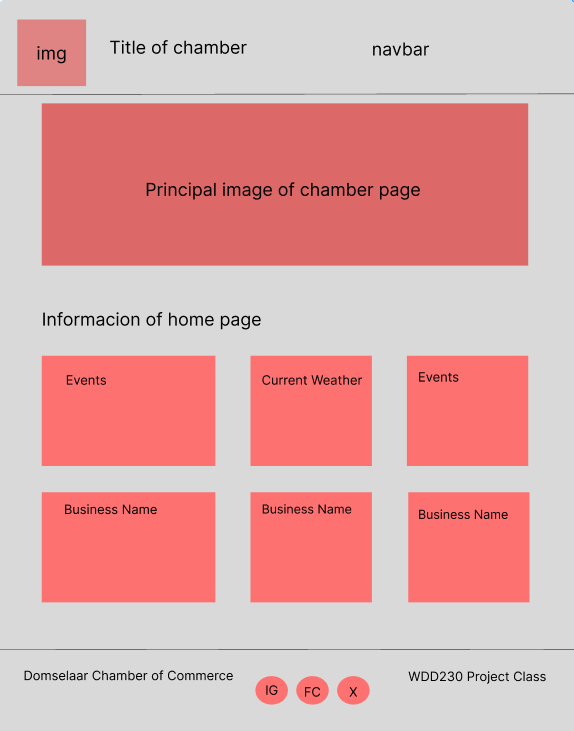 img
Title of chamber
navbar
Principal image of chamber page
Informacion of home page
Events
Current Weather
Events
Business Name
Business Name
Business Name
Domselaar Chamber of Commerce
IG
FC
X
WDD230 Project Class